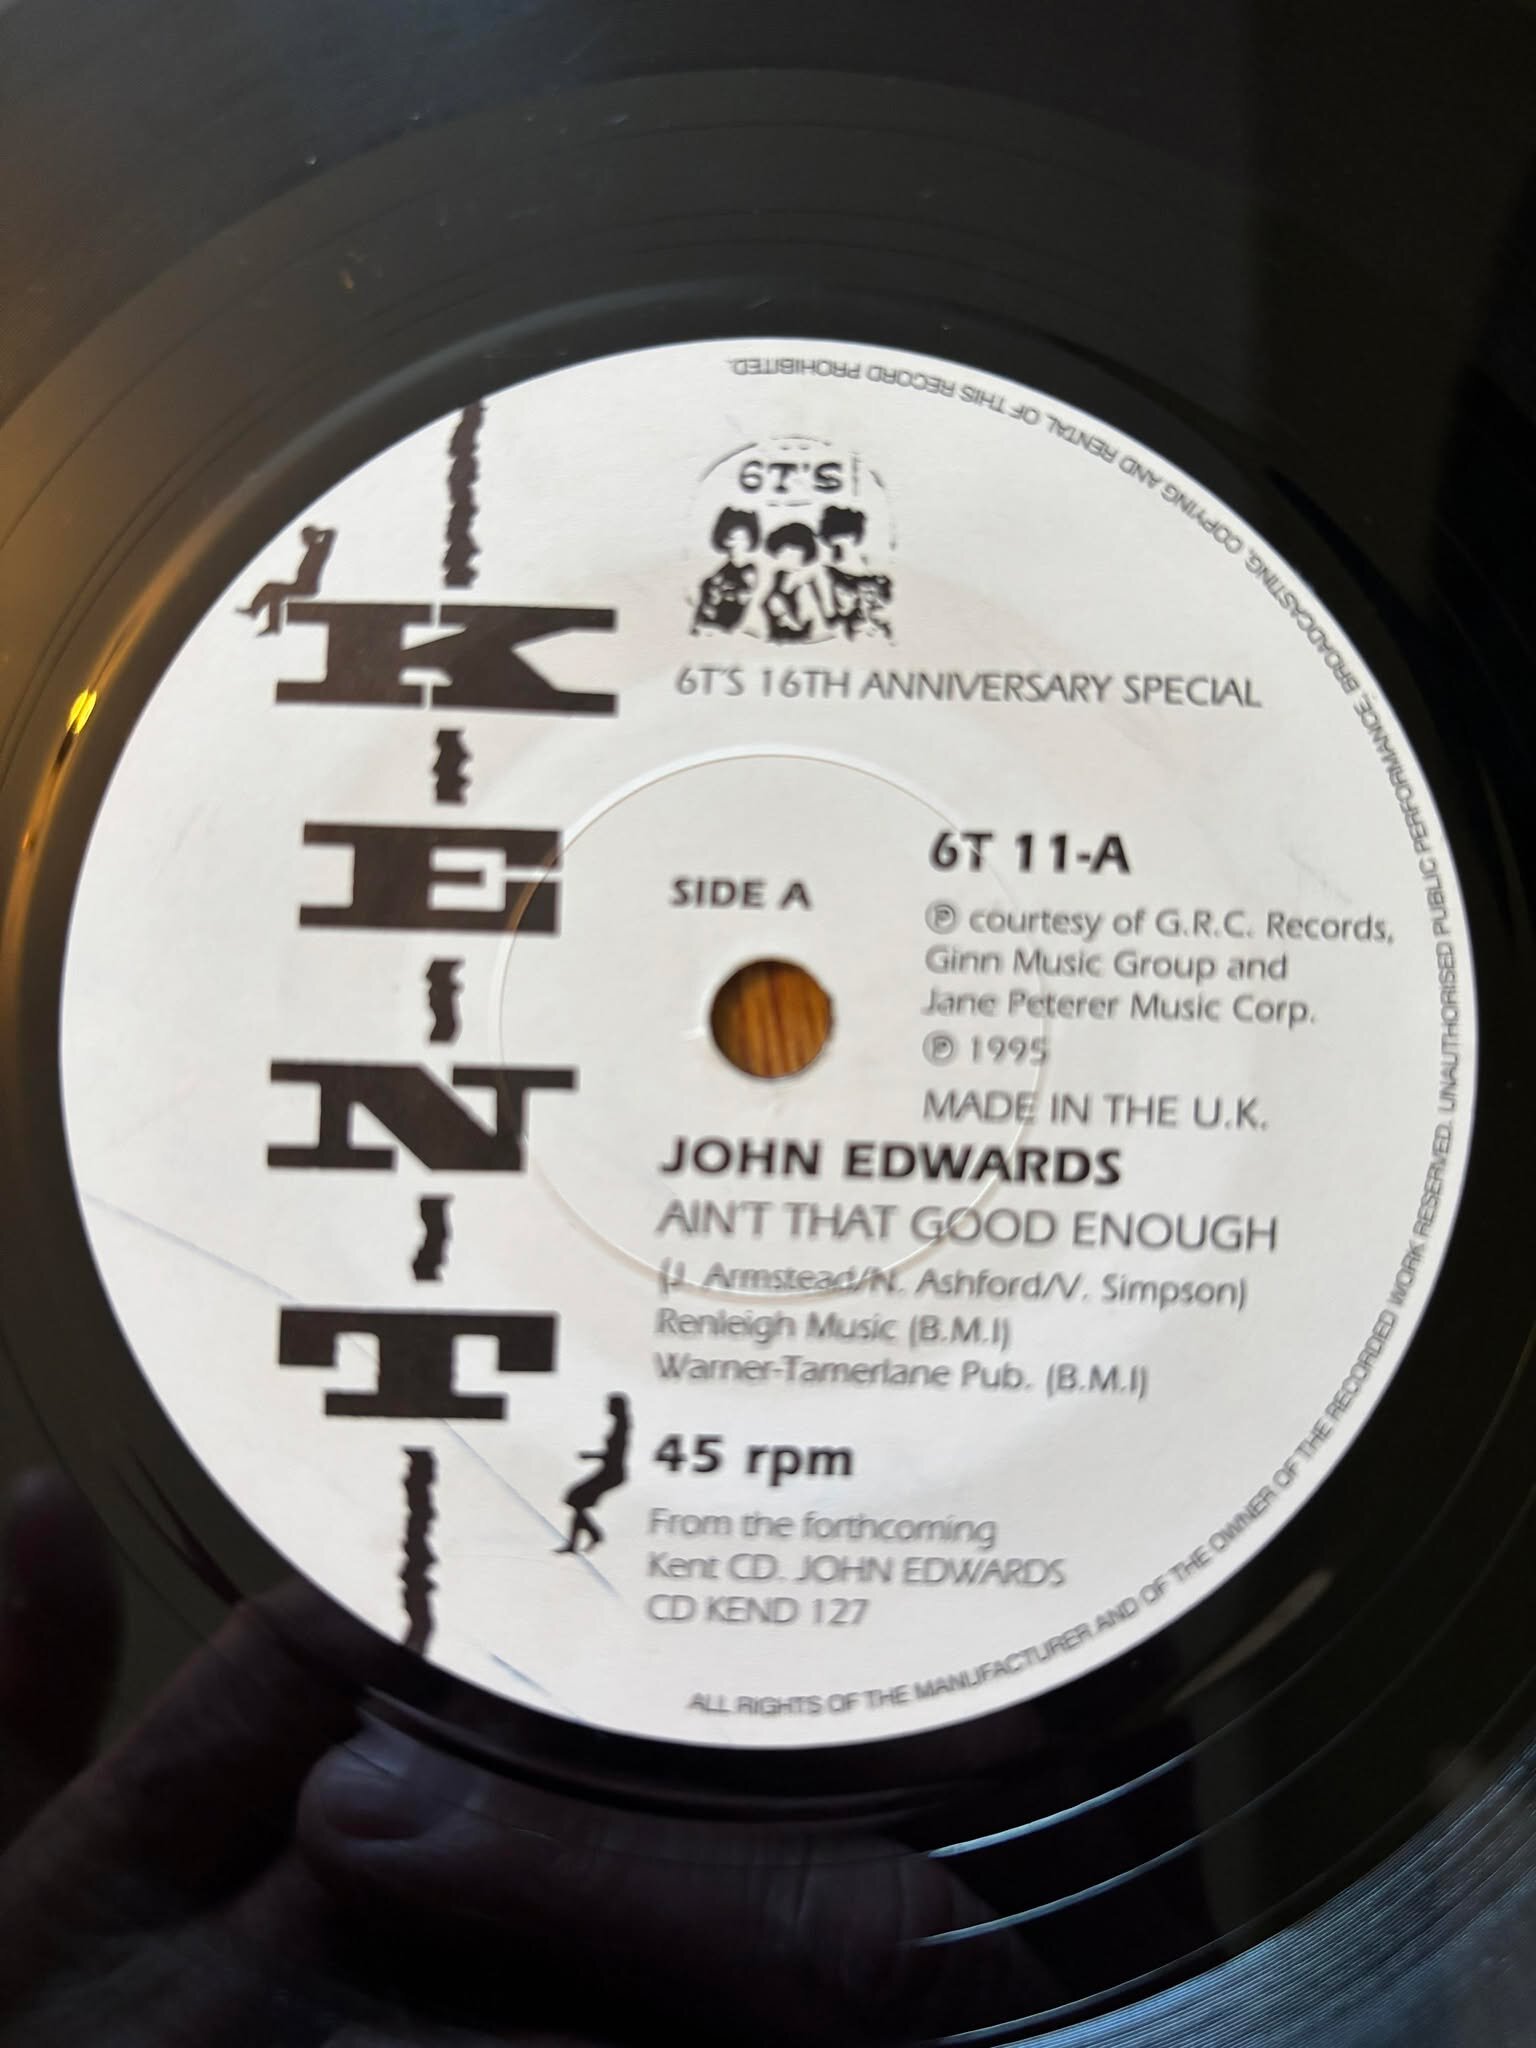 6T'S
6T'S 16TH ANNIVERSARY SPECIAL
K-E-N-T
SIDE A
6T 11-A
℗ courtesy of G.R.C. Records,
Ginn Music Group and
Jane Peterer Music Corp.
℗ 1995
MADE IN THE U.K.
JOHN EDWARDS
AIN'T THAT GOOD ENOUGH
(J. Armstead/N. Ashford/V. Simpson)
Renleigh Music (B.M.I)
Warner-Tamerlane Pub. (B.M.I)
45 rpm
From the forthcoming
Kent CD. JOHN EDWARDS
CD KEND 127
ALL RIGHTS OF THE MANUFACTURER AND OF THE OWNER OF THE RECORDED WORK RESERVED. UNAUTHORISED PUBLIC PERFORMANCE, BROADCASTING, COPYING AND RENTAL OF THIS RECORD PROHIBITED.